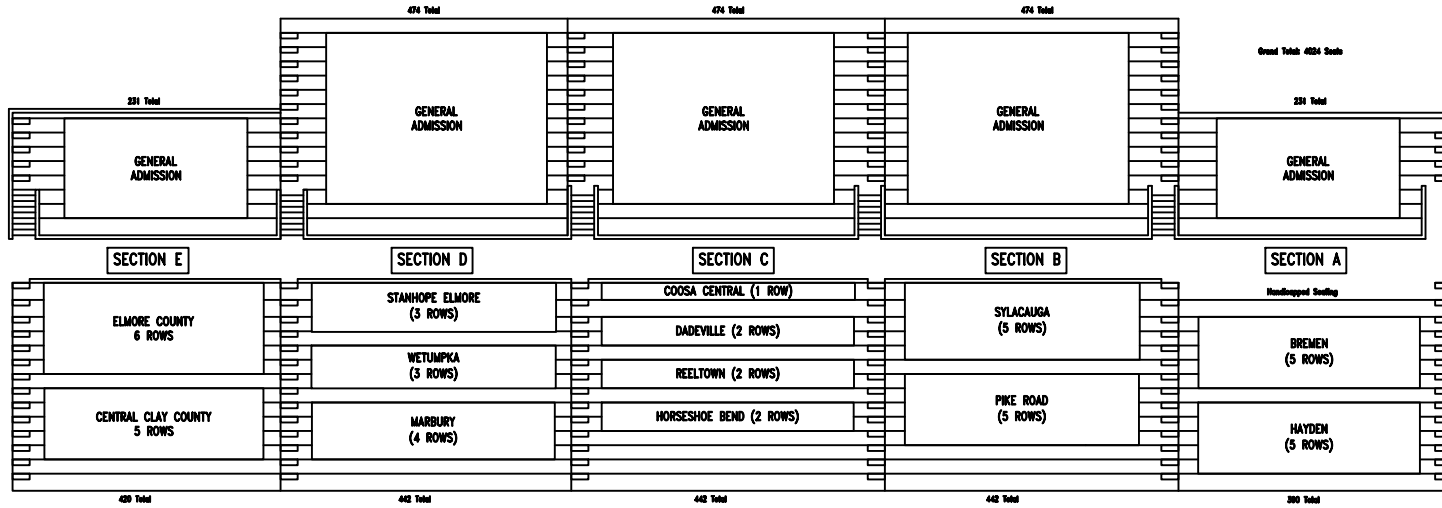 474 Total
474 Total
474 Total
Grand Total: 4024 Seats
231 Total
231 Total
GENERAL
ADMISSION
GENERAL
ADMISSION
GENERAL
ADMISSION
GENERAL
ADMISSION
GENERAL
ADMISSION
SECTION E
SECTION D
SECTION C
SECTION B
SECTION A
ELMORE COUNTY
6 ROWS
CENTRAL CLAY COUNTY
5 ROWS
STANHOPE ELMORE
(3 ROWS)
WETUMPKA
(3 ROWS)
MARBURY
(4 ROWS)
COOSA CENTRAL (1 ROW)
DADEVILLE (2 ROWS)
REELTOWN (2 ROWS)
HORSESHOE BEND (2 ROWS)
SYLACAUGA
(5 ROWS)
PIKE ROAD
(5 ROWS)
Handicapped Seating
BREMEN
(5 ROWS)
HAYDEN
(5 ROWS)
420 Total
442 Total
442 Total
442 Total